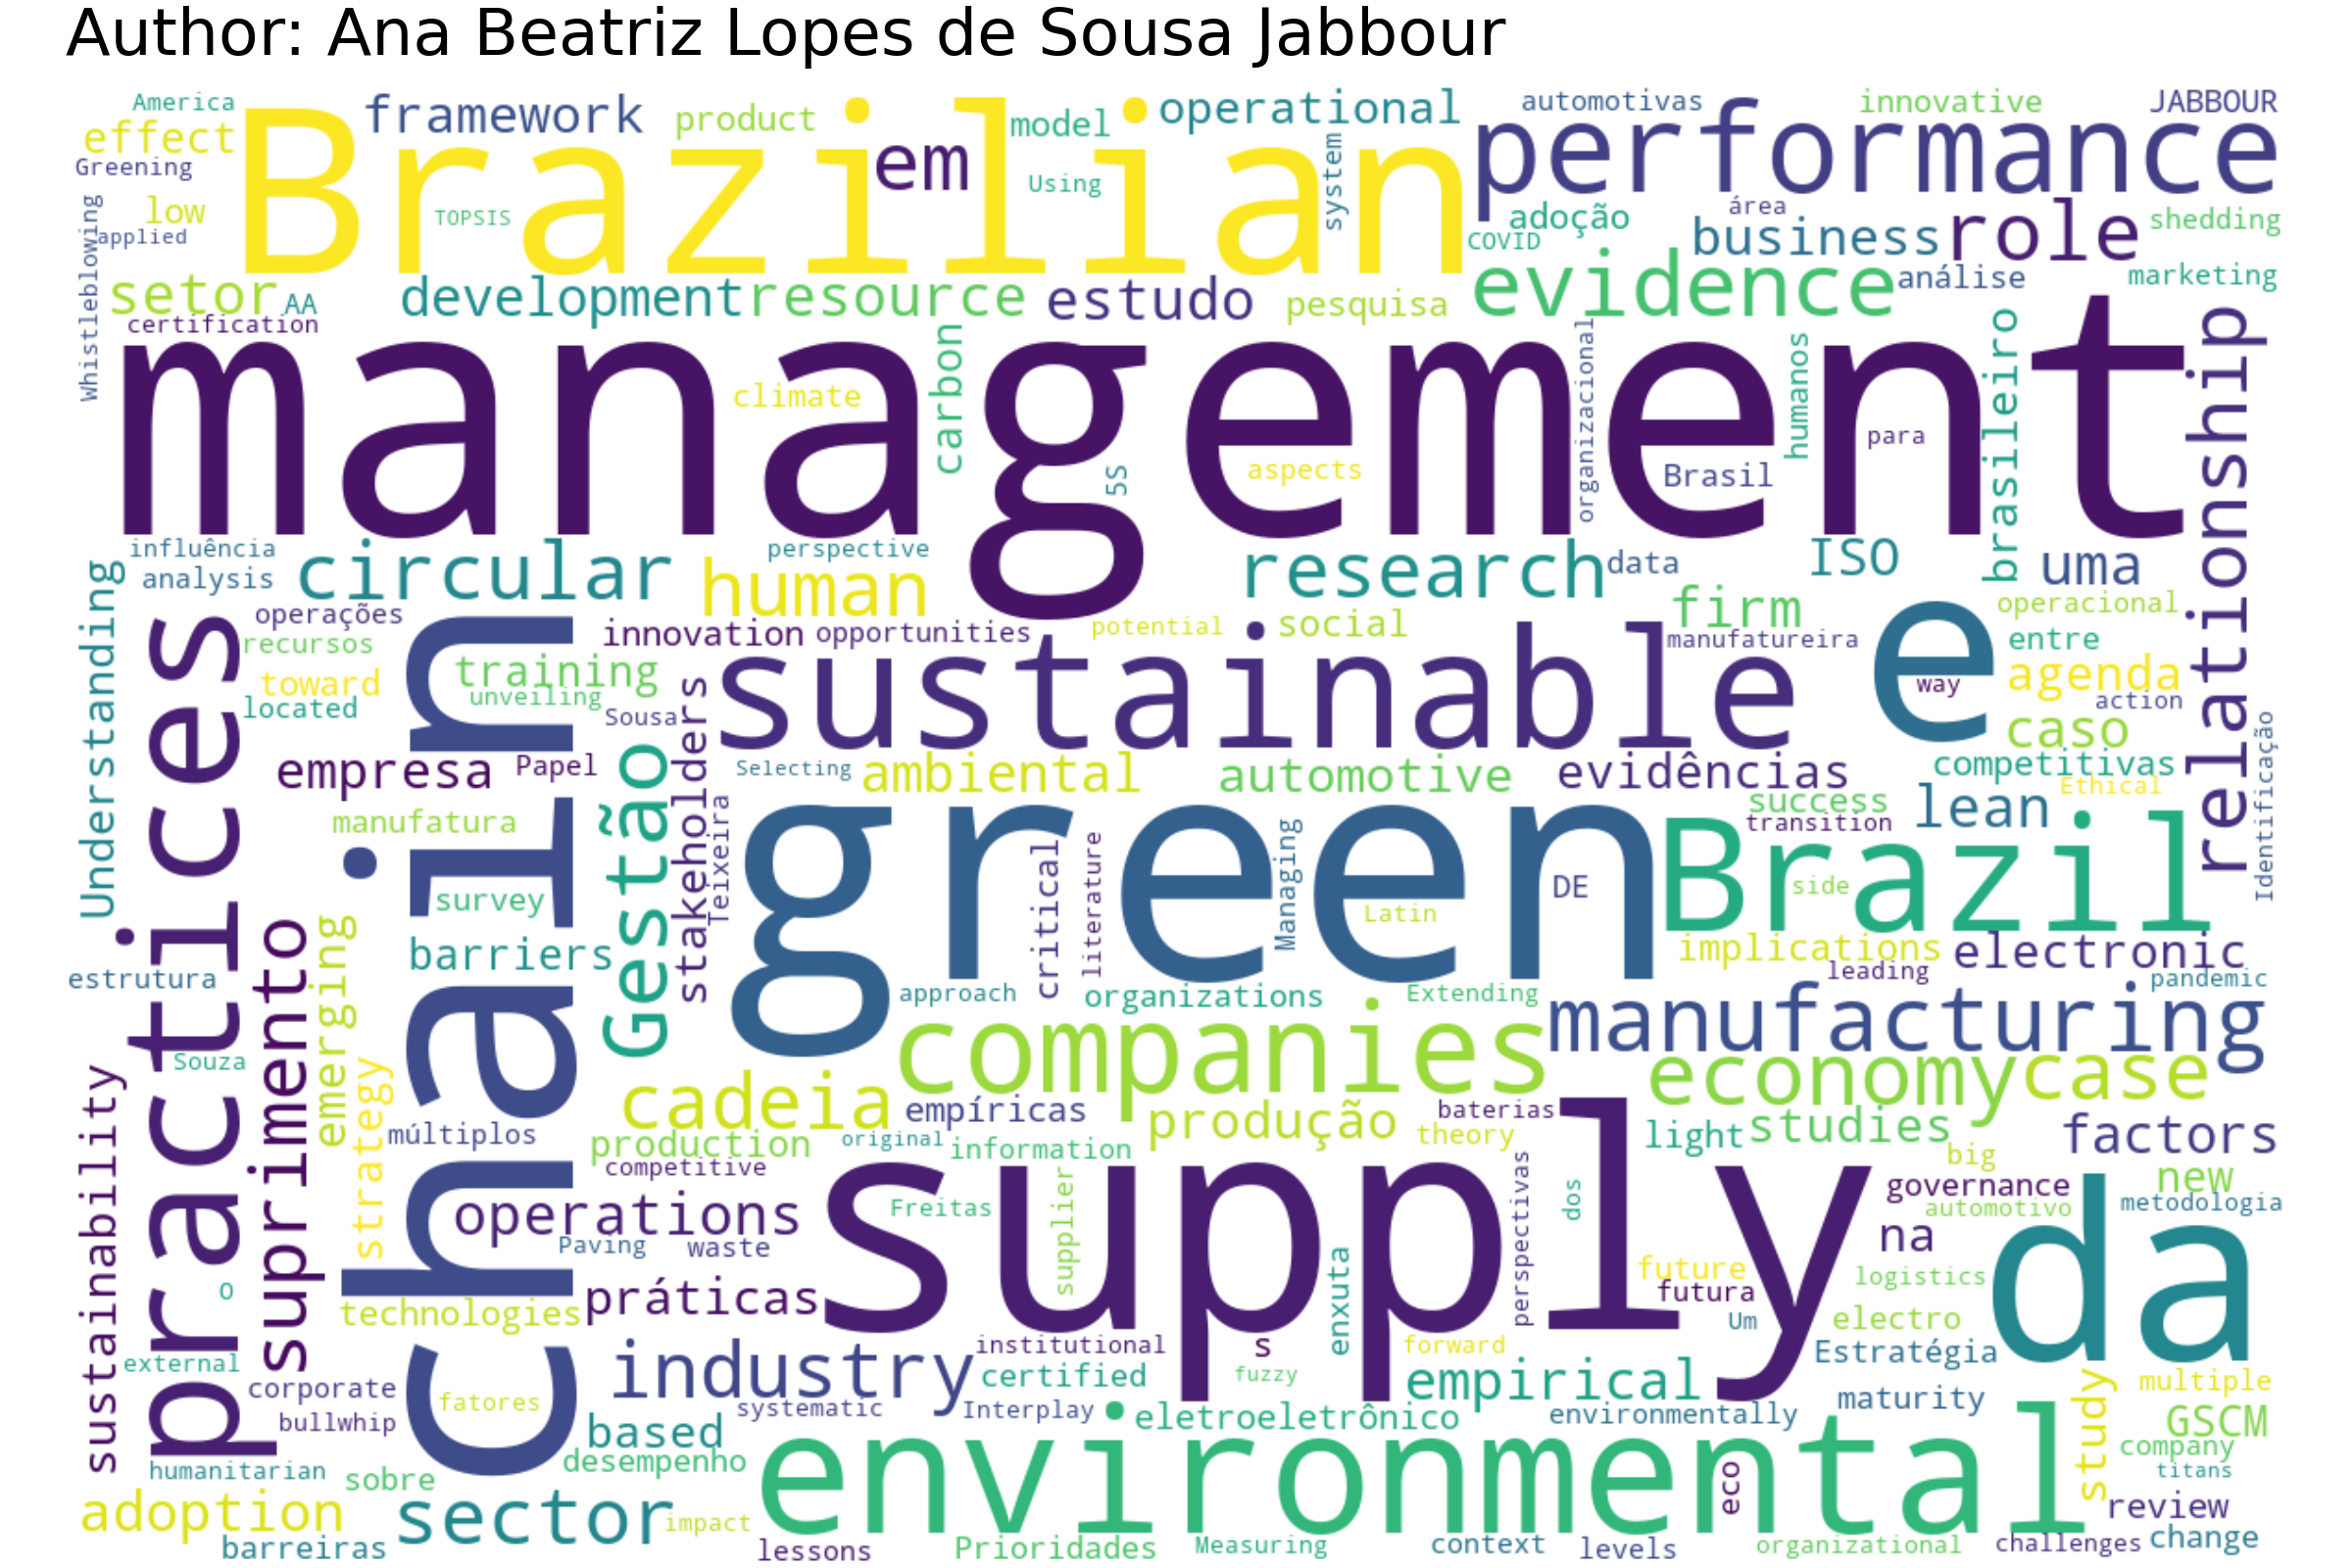 Author: Ana Beatriz Lopes de Sousa Jabbour
America
framework
product
model
operational
automotivas
innovative
JABBOUR
effect
Brazilian
em
performance
Greening
Using
system
low
TOPSIS
adoção
área
role
shedding
Whistleblowing
applied
COVID
business
setor
AA
development
resource
estudo
pesquisa
evidence
análise
marketing
certification
management
climate
carbon
5S
aspects
organizacional
humanos
Brasil
para
brasileiro
relationship
influência
perspective
analysis
circular
human
research
data
ISO
uma
Understanding
operações
recursos
innovation
opportunities
potential
social
firm
manufatureira
e
operacional
entre
toward
training
unveiling
located
Sousa
sustainable
way
agenda
action
caso
practices
chain
empresa
Papel
Gestão
stakeholders
Selecting
ambiental
automotive
evidências
competitivas
Ethical
Identificação
manufatura
Teixeira
success
transition
lean
green
critical
literature
Managing
DE
Latin
Brazil
side
survey
suprimento
emerging
barriers
implications
electronic
leading
pandemic
estrutura
approach
organizations
Extending
companies
manufacturing
Souza
strategy
cadeia
economy
case
sustainability
múltiplos
empíricas
produção
baterias
theory
light
studies
factors
production
original
information
competitive
big
new
supply
governance
automotivo
metodologia
operations
Freitas
supplier
perspectivas
dos
na
da
Paving
waste
enxuta
future
futura
logistics
O
technologies
práticas
Um
electro
Estratégia
external
industry
institutional
s
forward
corporate
fatores
certified
fuzzy
empirical
maturity
study
multiple
bullwhip
based
systematic
Interplay
eletroeletrônico
environmentally
GSCM
humanitarian
sobre
desempenho
environmental
eco
company
titans
adoption
sector
impact
review
barreiras
lessons
Prioridades
Measuring
context
levels
organizational
challenges
change